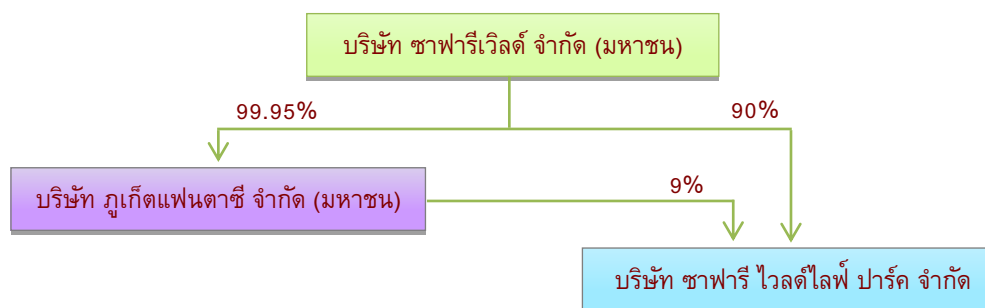 บริษัท ซาฟารีเวิลด์ จำกัด (มหาชน)
99.95%
90%
บริษัท ภูเก็ตแฟนตาซี จำกัด (มหาชน)
9%
บริษัท ซาฟารี ไวลด์ไลฟ์ ปาร์ค จำกัด